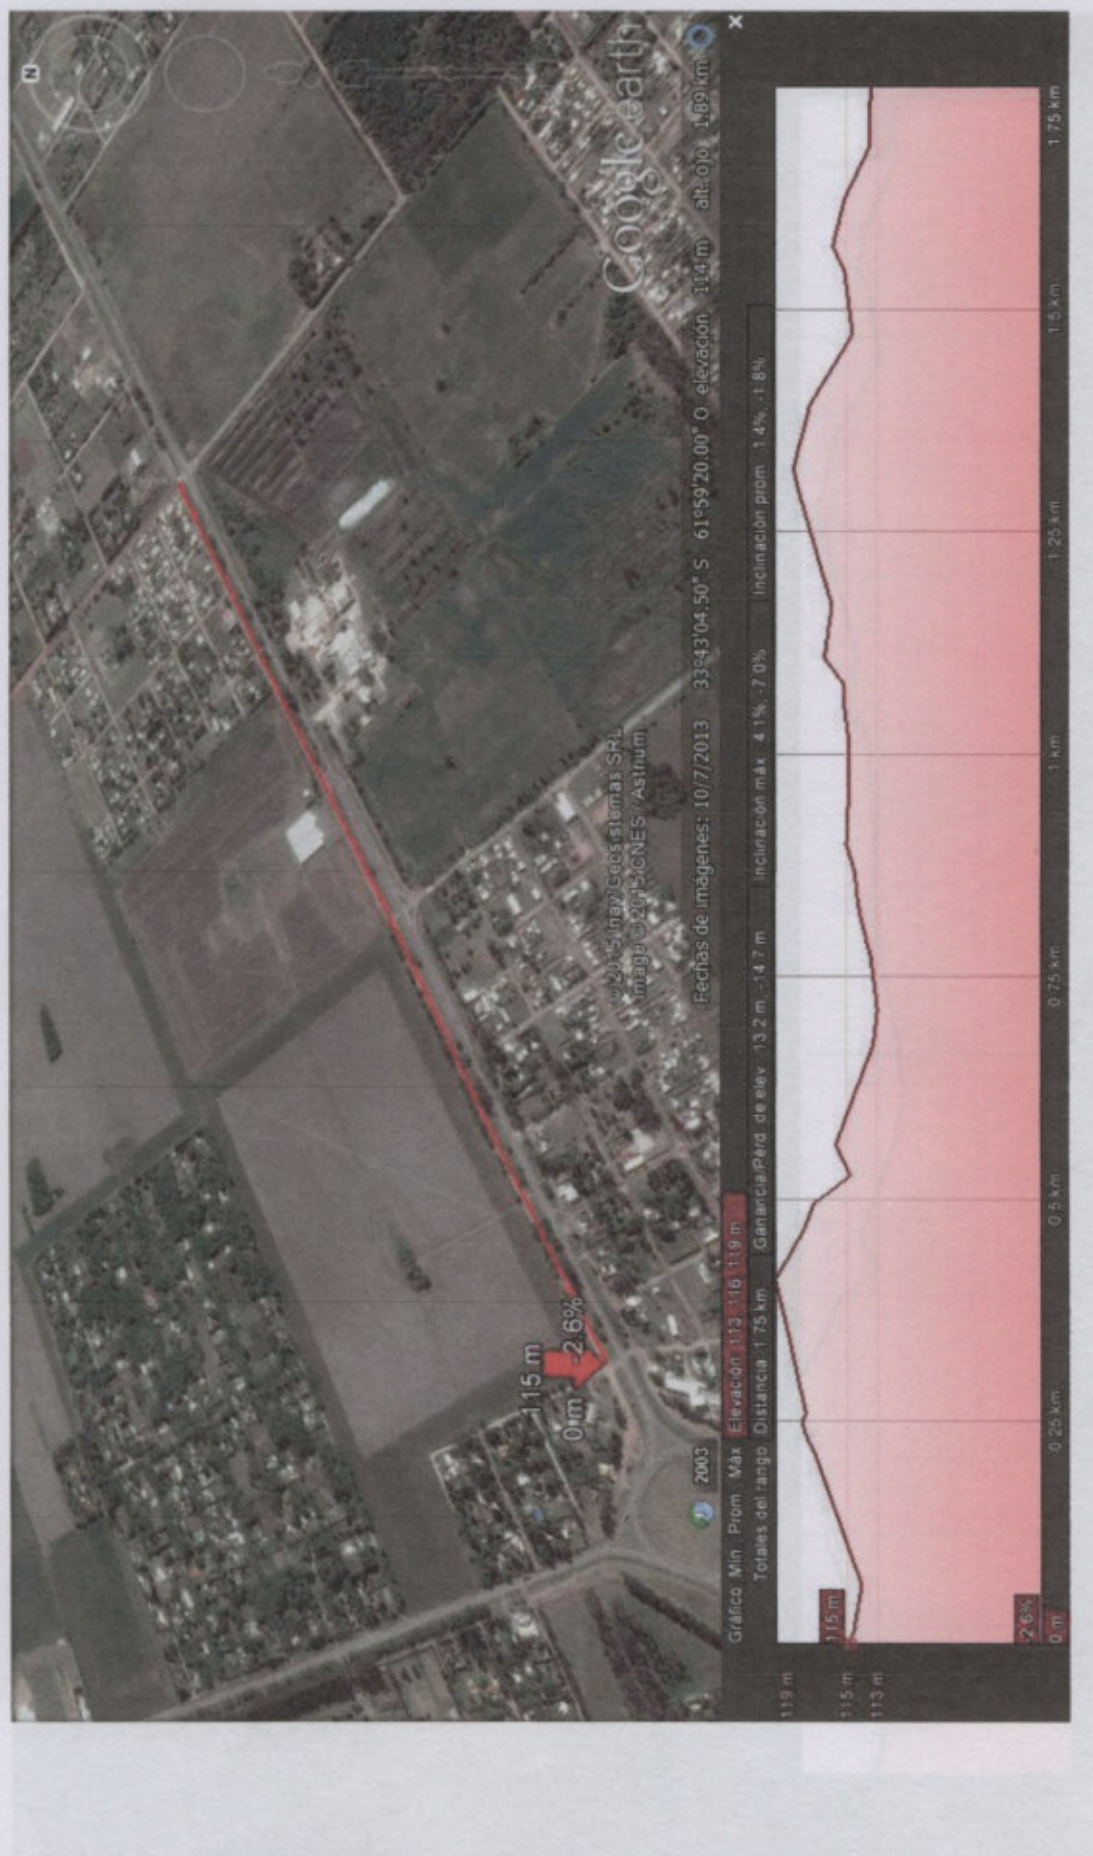 N
115 m
0 m -2.6%
Google earth
Image © 2015 CNES / Astrium
2003
Fechas de imágenes: 10/7/2013 33°43'04.50" S 61°59'20.00" O elevación 114 m alt. ojo 1.89 km
Gráfico Mín Prom Máx Elevación 113 116 119 m
Totales del rango Distancia 1.75 km Ganancia/Pérd de elev 13.2 m, -14.7 m Inclinación máx 4.1%, -7.0% Inclinación prom 1.4%, -1.8%
119 m
115 m
113 m
115 m
-2.6%
0 m 0.25 km 0.5 km 0.75 km 1 km 1.25 km 1.5 km 1.75 km